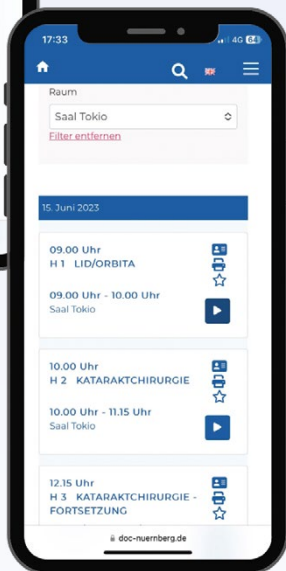 17:33
4G 64
Raum
Saal Tokio
Filter entfernen
15. Juni 2023
09.00 Uhr
H 1 LID/ORBITA
09.00 Uhr - 10.00 Uhr
Saal Tokio
10.00 Uhr
H 2 KATARAKTCHIRURGIE
10.00 Uhr - 11.15 Uhr
Saal Tokio
12.15 Uhr
H 3 KATARAKTCHIRURGIE -
FORTSETZUNG
doc-nuernberg.de